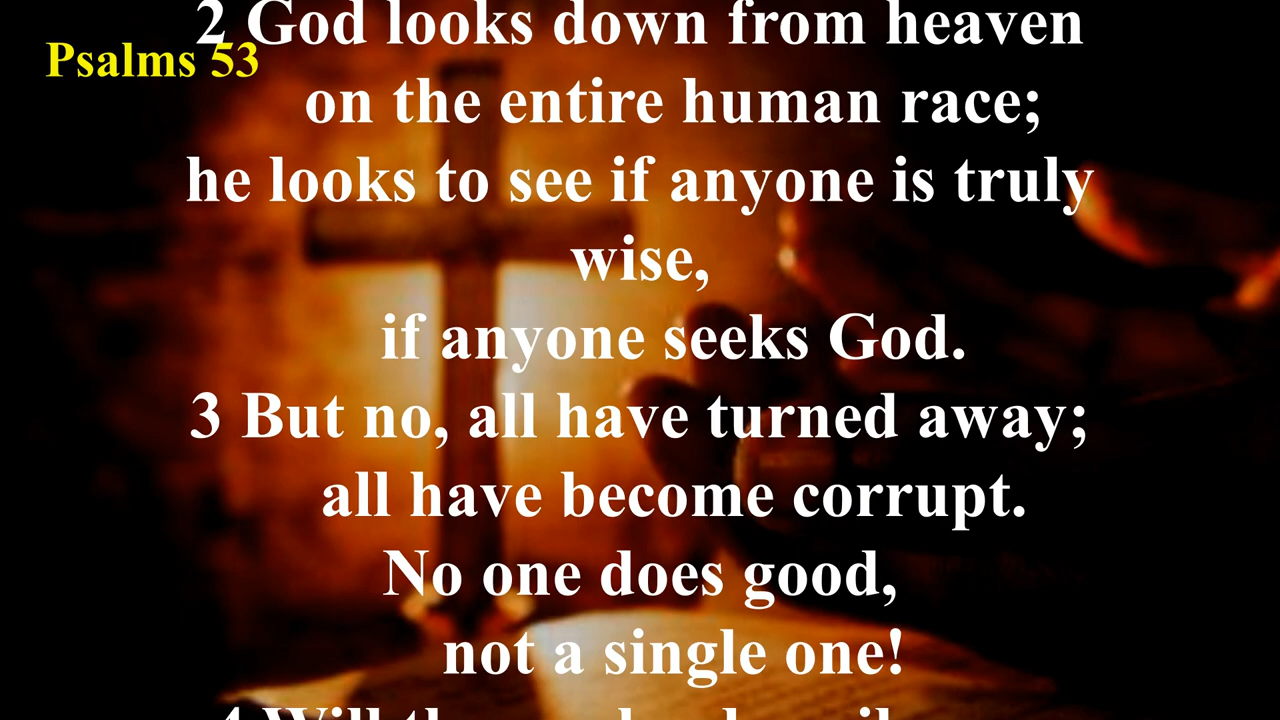 Psalms 53
2 God looks down from heaven
on the entire human race;
he looks to see if anyone is truly
wise,
if anyone seeks God.
3 But no, all have turned away;
all have become corrupt.
No one does good,
not a single one!
4 Will